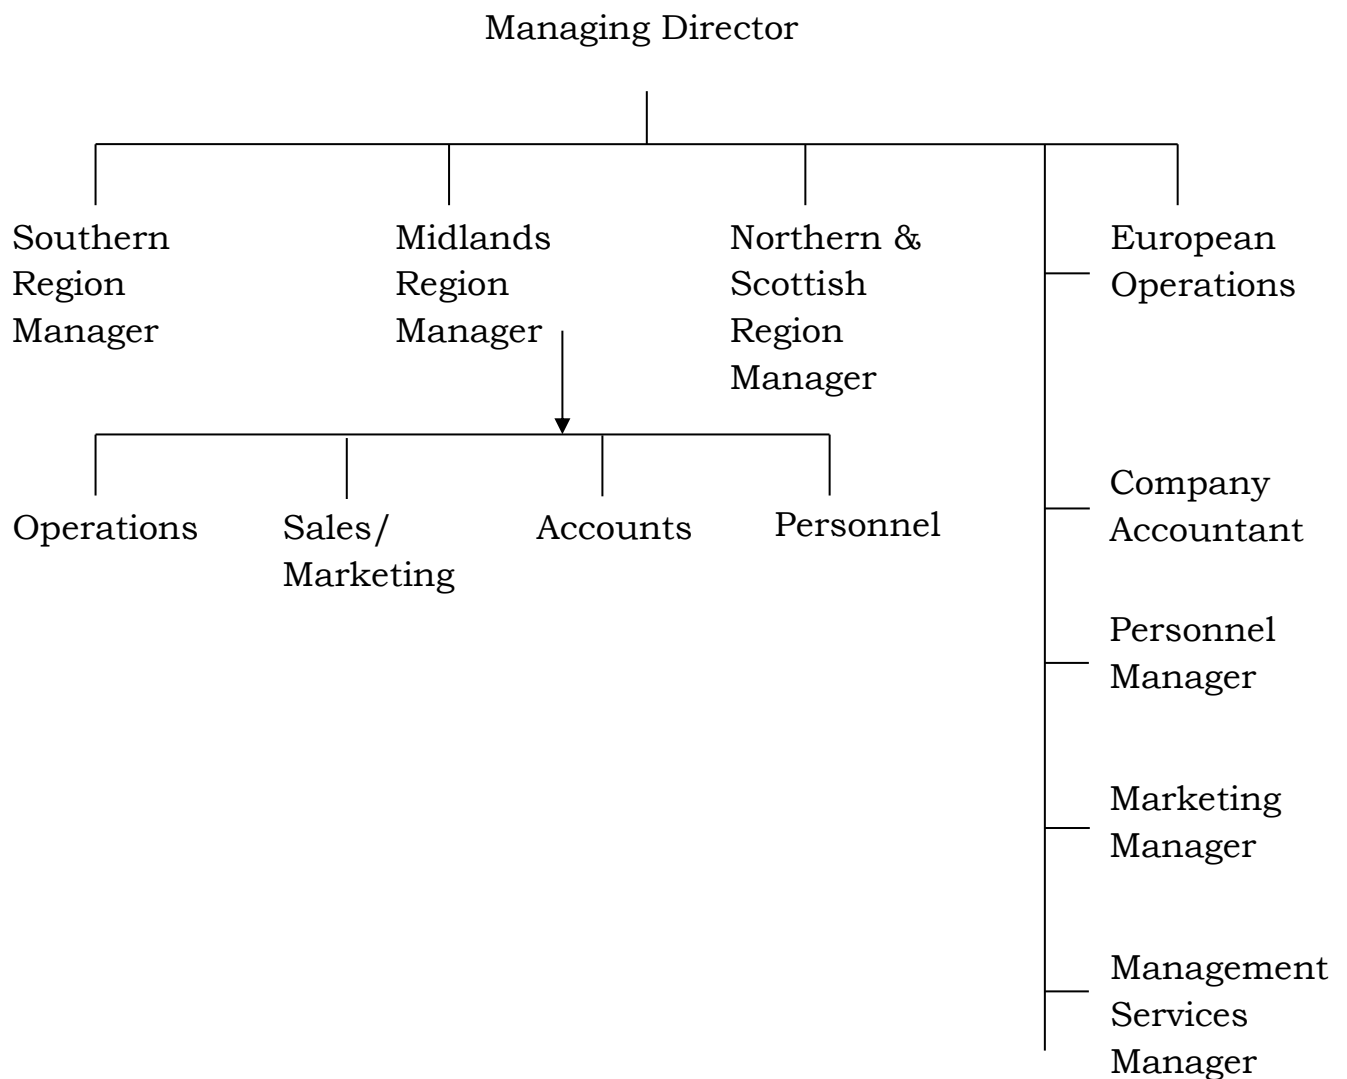 Managing Director
Southern
Region
Manager
Midlands
Region
Manager
Northern &
Scottish
Region
Manager
European
Operations
Operations
Sales/
Marketing
Accounts
Personnel
Company
Accountant
Personnel
Manager
Marketing
Manager
Management
Services
Manager